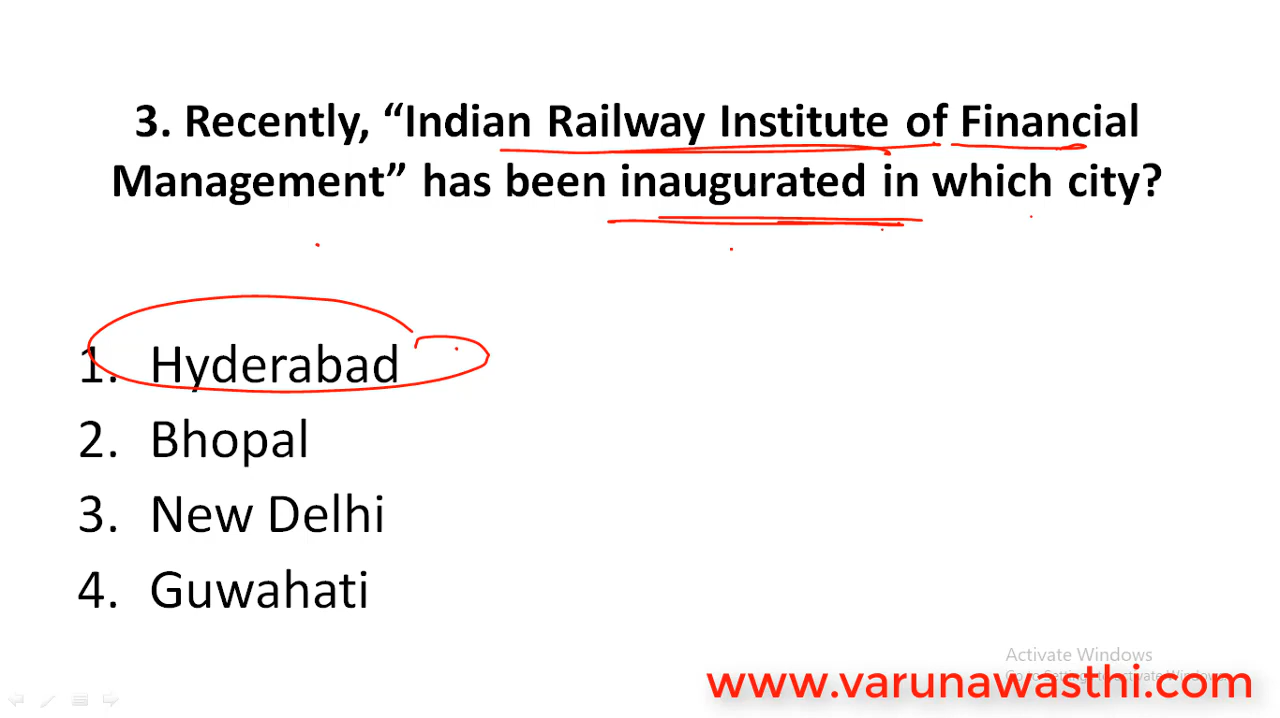 3. Recently, “Indian Railway Institute of Financial
Management” has been inaugurated in which city?
1. Hyderabad
2. Bhopal
3. New Delhi
4. Guwahati
Activate Windows
www.varunawasthi.com